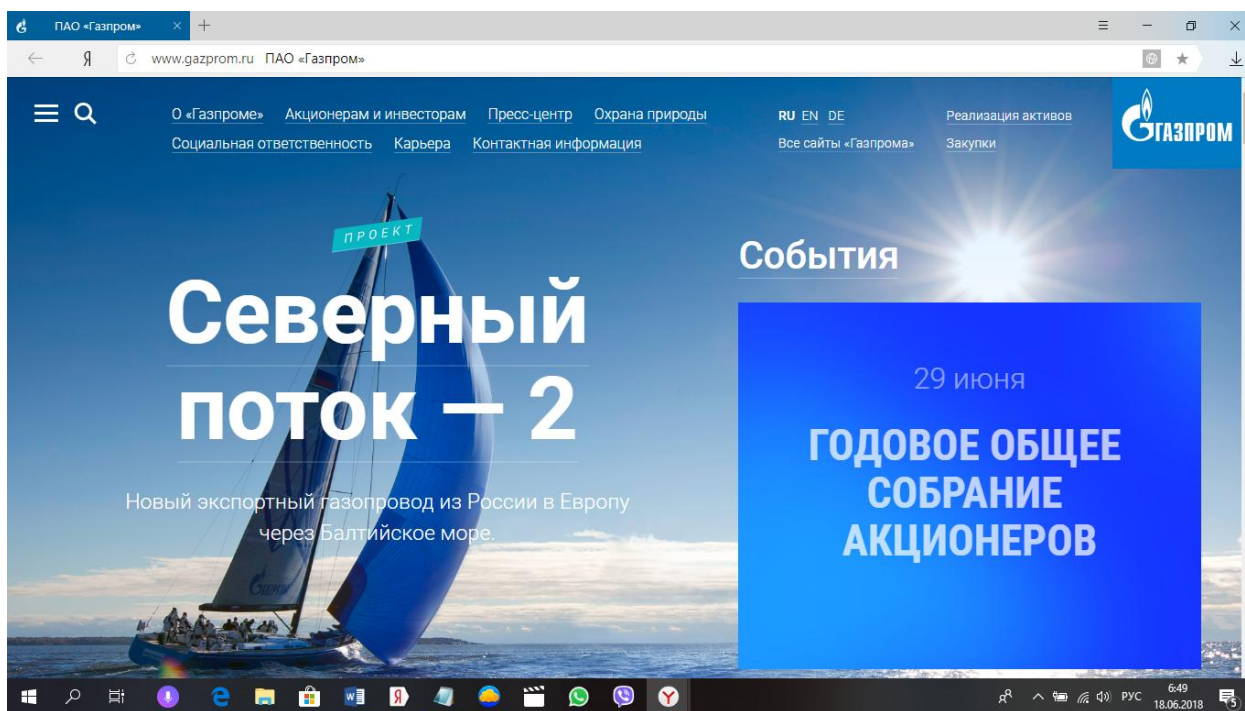 ПАО «Газпром»
www.gazprom.ru ПАО «Газпром»
О «Газпроме» Акционерам и инвесторам Пресс-центр Охрана природы
Социальная ответственность Карьера Контактная информация
RU EN DE
Все сайты «Газпрома»
Реализация активов
Закупки
ГАЗПРОМ
ПРОЕКТ
Северный
поток — 2
Новый экспортный газопровод из России в Европу
через Балтийское море.
События
29 июня
ГОДОВОЕ ОБЩЕЕ
СОБРАНИЕ
АКЦИОНЕРОВ
РУС
6:49
18.06.2018